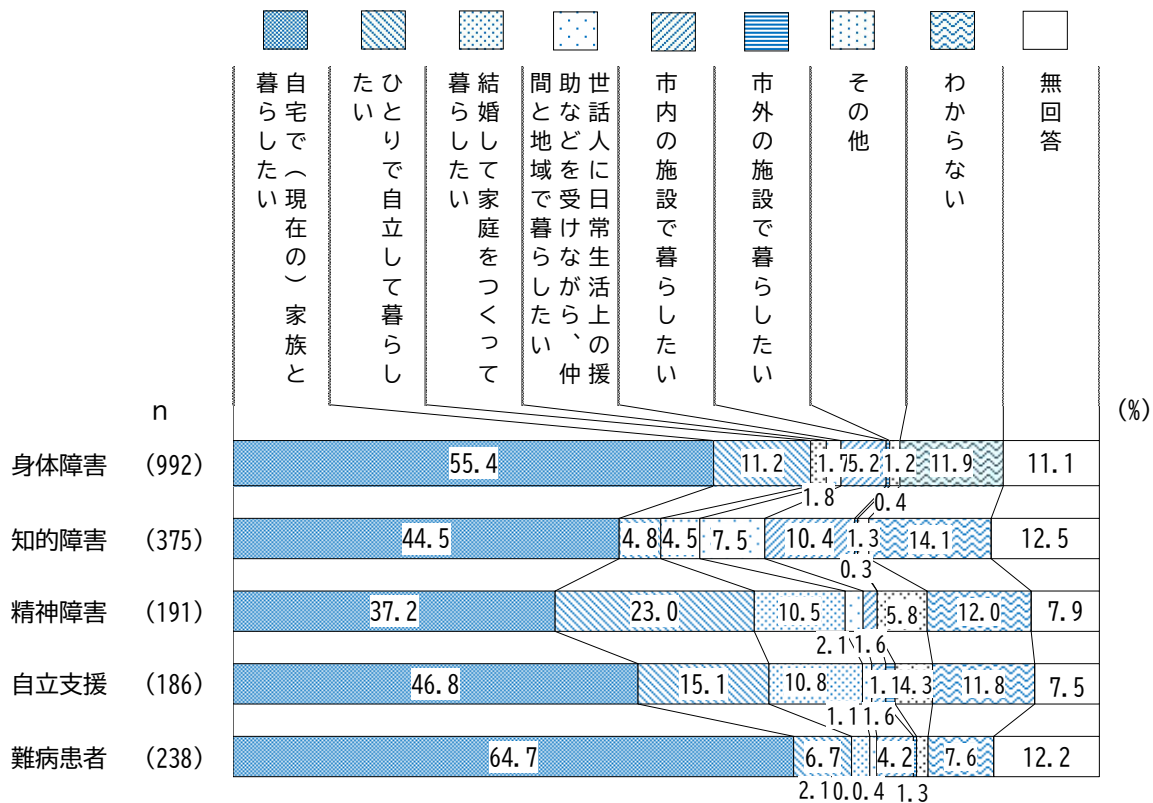 自宅で（現在の）家族と
暮らしたい
ひとりで自立して暮らし
たい
結婚して家庭をつくって
暮らしたい
世話人に日常生活上の援
助などを受けながら、仲
間と地域で暮らしたい
市内の施設で暮らしたい
市外の施設で暮らしたい
その他
わからない
無回答
n (%)
身体障害 (992) 55.4 11.2 1.7 5.2 1.2 11.9 11.1
1.8 0.4
知的障害 (375) 44.5 4.8 4.5 7.5 10.4 1.3 14.1 12.5
0.3
精神障害 (191) 37.2 23.0 10.5 5.8 12.0 7.9
2.1 1.6
自立支援 (186) 46.8 15.1 10.8 1.1 4.3 11.8 7.5
1.1 1.6
難病患者 (238) 64.7 6.7 4.2 7.6 12.2
2.1 0.4 1.3